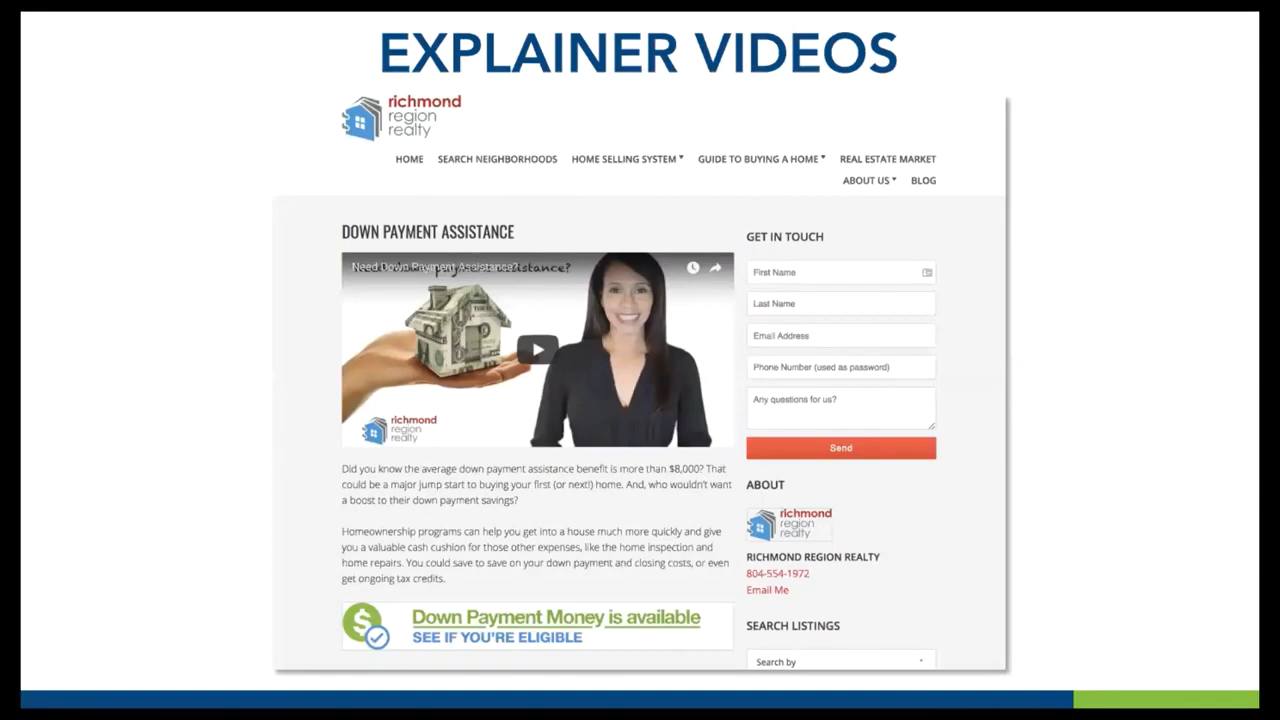 EXPLAINER VIDEOS
richmond
region
realty
HOME SEARCH NEIGHBORHOODS HOME SELLING SYSTEM GUIDE TO BUYING A HOME REAL ESTATE MARKET
ABOUT US BLOG
DOWN PAYMENT ASSISTANCE
Need Down Payment Assistance?
richmond
region
realty
Did you know the average down payment assistance benefit is more than $8,000? That
could be a major jump start to buying your first (or next!) home. And, who wouldn't want
a boost to their down payment savings?
Homeownership programs can help you get into a house much more quickly and give
you a valuable cash cushion for those other expenses, like the home inspection and
home repairs. You could save to save on your down payment and closing costs, or even
get ongoing tax credits.
Down Payment Money is available
SEE IF YOU'RE ELIGIBLE
GET IN TOUCH
First Name
Last Name
Email Address
Phone Number (used as password)
Any questions for us?
Send
ABOUT
richmond
region
realty
RICHMOND REGION REALTY
804-554-1972
Email Me
SEARCH LISTINGS
Search by